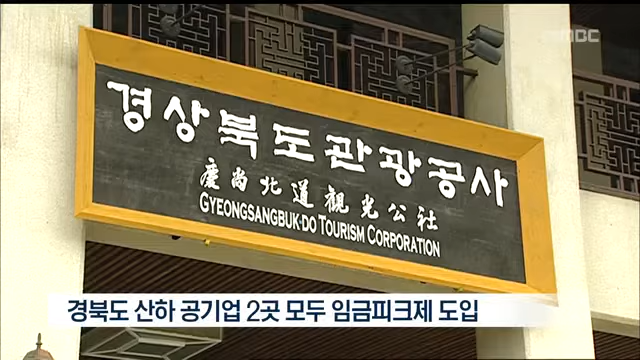 MBC
경상북도관광공사
慶尚北道觀光公社
GYEONGSANGBUK-DO TOURISM CORPORATION
경북도 산하 공기업 2곳 모두 임금피크제 도입